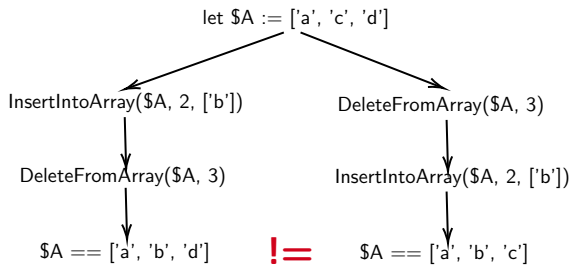 let $A := ['a', 'c', 'd']
InsertIntoArray($A, 2, ['b'])
DeleteFromArray($A, 3)
DeleteFromArray($A, 3)
InsertIntoArray($A, 2, ['b'])
$A == ['a', 'b', 'd']
!=
$A == ['a', 'b', 'c']